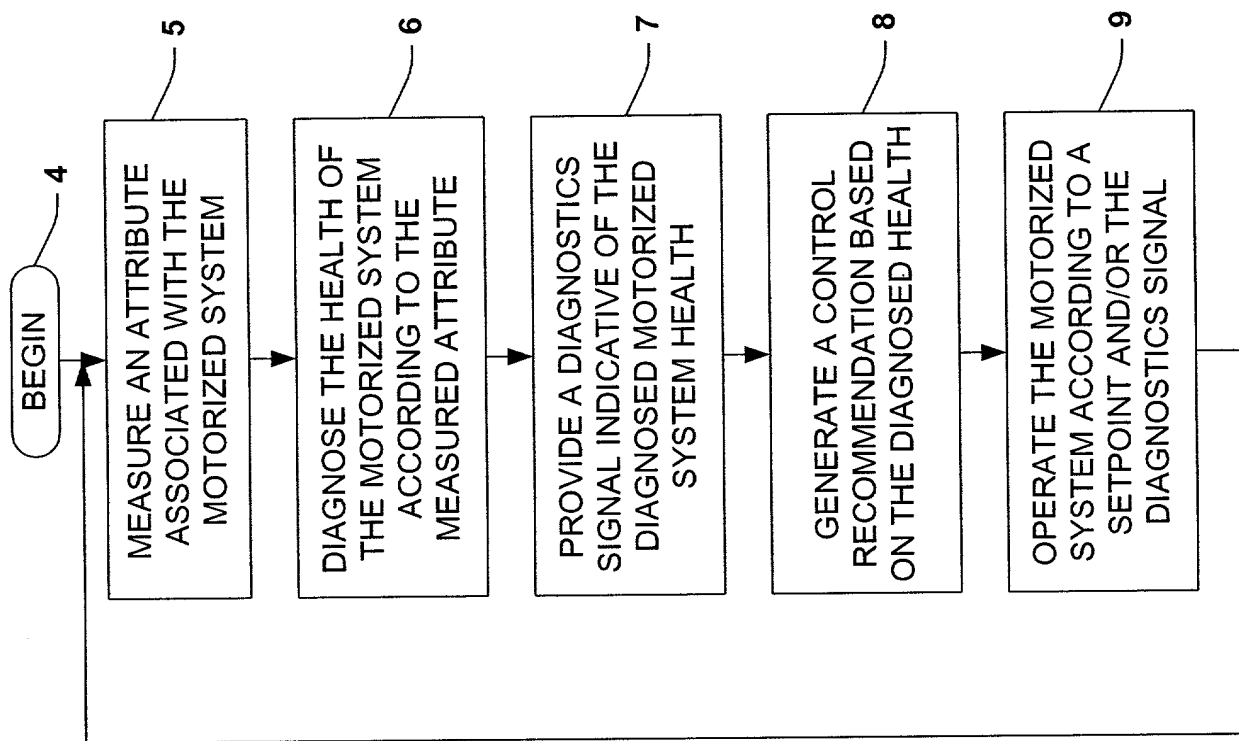 BEGIN
4
MEASURE AN ATTRIBUTE
ASSOCIATED WITH THE
MOTORIZED SYSTEM
5
DIAGNOSE THE HEALTH OF
THE MOTORIZED SYSTEM
ACCORDING TO THE
MEASURED ATTRIBUTE
6
PROVIDE A DIAGNOSTICS
SIGNAL INDICATIVE OF THE
DIAGNOSED MOTORIZED
SYSTEM HEALTH
7
GENERATE A CONTROL
RECOMMENDATION BASED
ON THE DIAGNOSED HEALTH
8
OPERATE THE MOTORIZED
SYSTEM ACCORDING TO A
SETPOINT AND/OR THE
DIAGNOSTICS SIGNAL
9